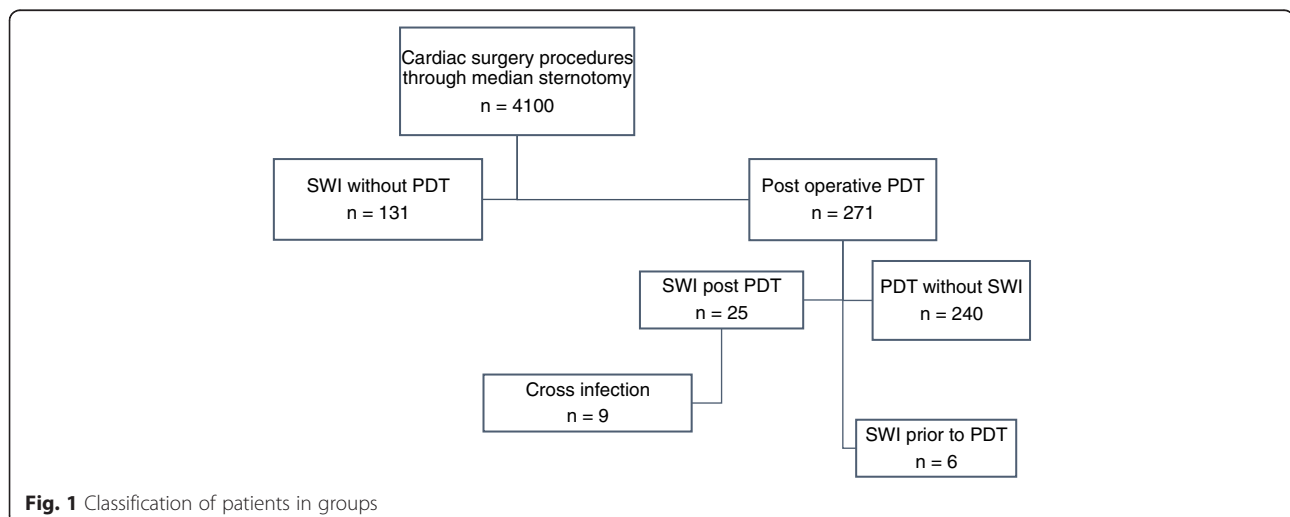 Cardiac surgery procedures
through median sternotomy
n = 4100
SWI without PDT
n = 131
Post operative PDT
n = 271
SWI post PDT
n = 25
PDT without SWI
n = 240
Cross infection
n = 9
SWI prior to PDT
n = 6
Fig. 1 Classification of patients in groups